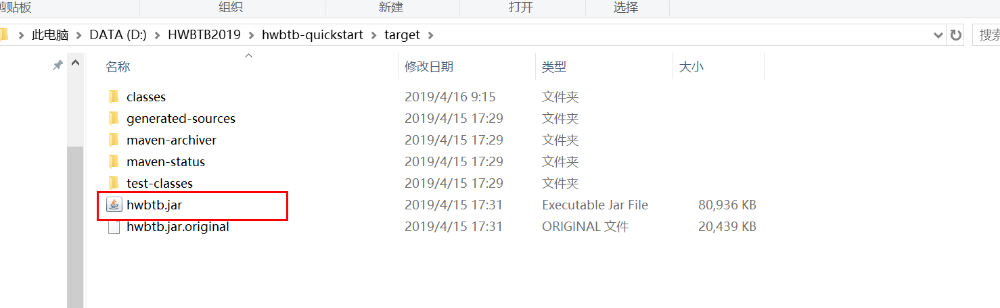 剪贴板 组织 新建 打开 选择
此电脑 DATA (D:) HWBTB2019 hwbtb-quickstart target 搜索
名称 修改日期 类型 大小
classes 2019/4/16 9:15 文件夹
generated-sources 2019/4/15 17:29 文件夹
maven-archiver 2019/4/15 17:29 文件夹
maven-status 2019/4/15 17:29 文件夹
test-classes 2019/4/15 17:29 文件夹
hwbtb.jar 2019/4/15 17:31 Executable Jar File 80,936 KB
hwbtb.jar.original 2019/4/15 17:31 ORIGINAL 文件 20,439 KB